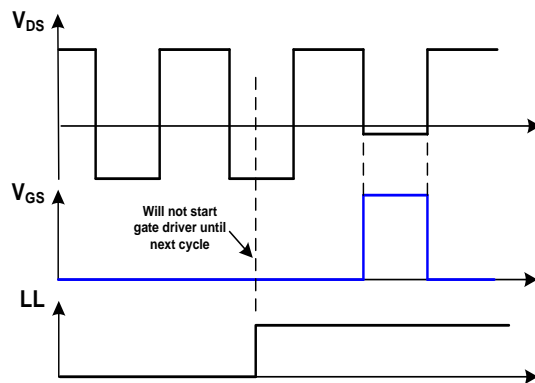 VDS
VGS
Will not start
gate driver until
next cycle
LL